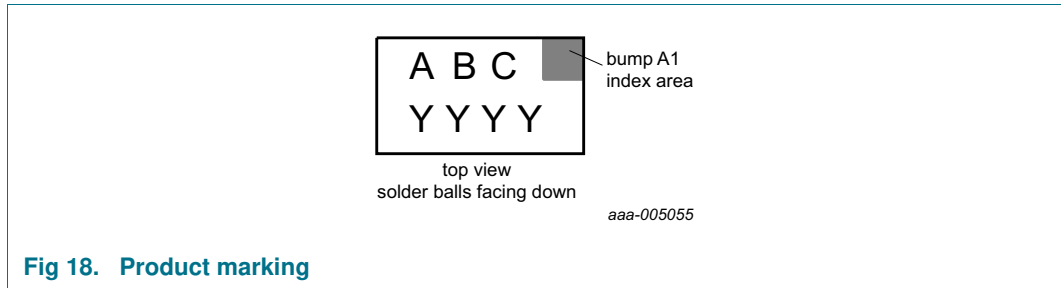 A B C
Y Y Y Y
bump A1
index area
top view
solder balls facing down
aaa-005055
Fig 18. Product marking